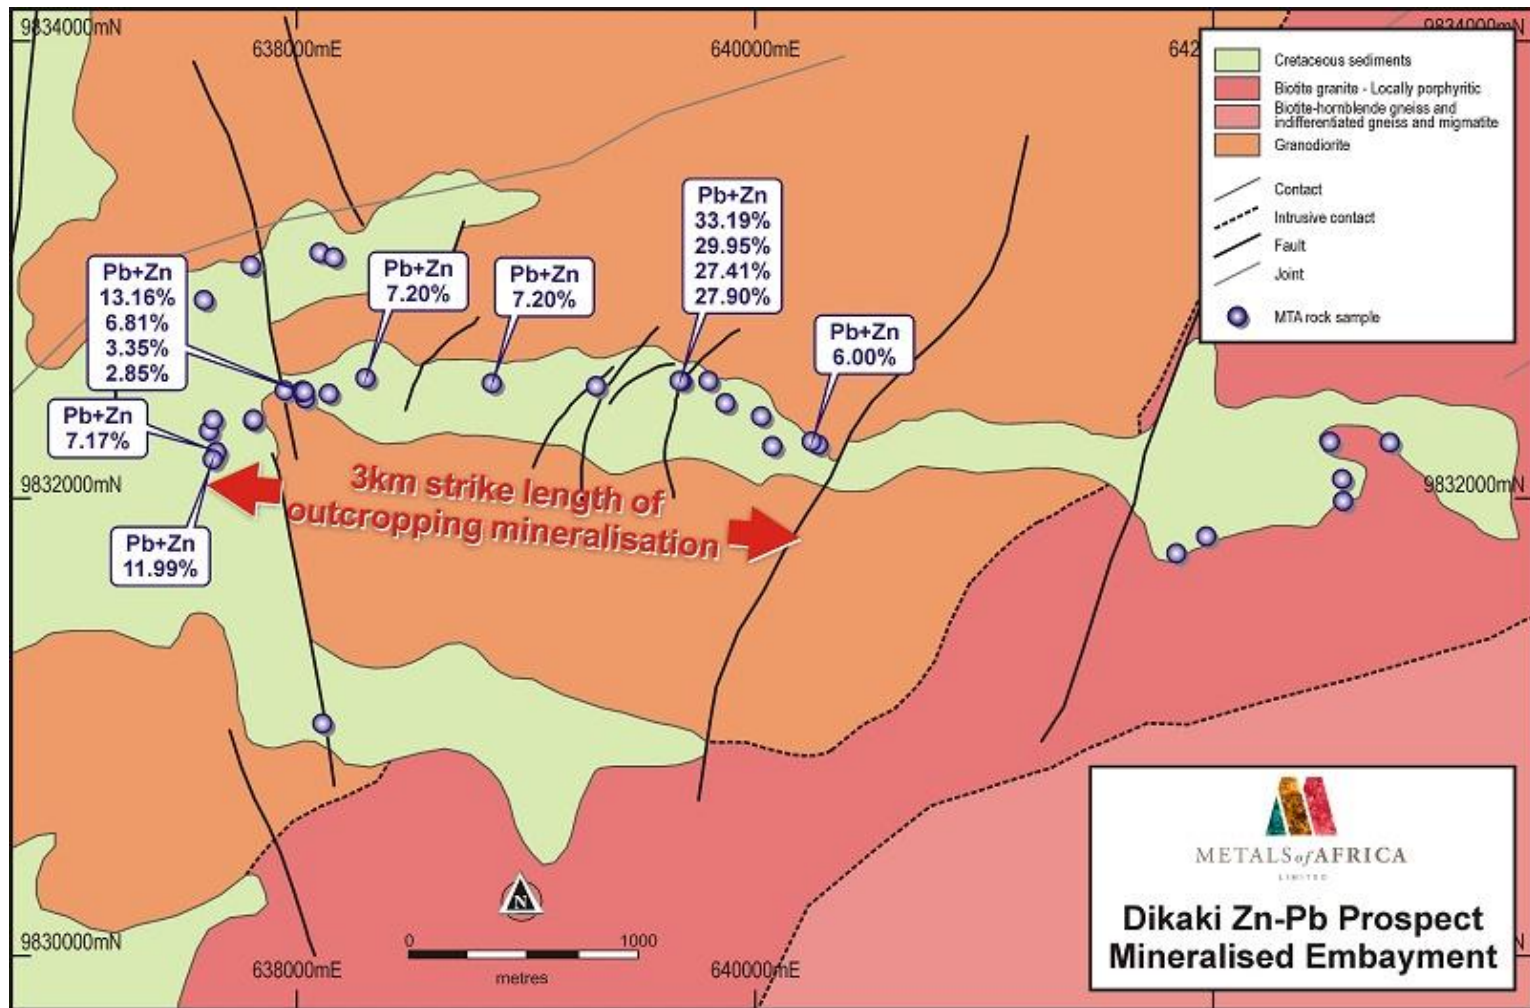 9834000mN
638000mE
640000mE
642
9834000mN
Cretaceous sediments
Biotite granite - Locally porphyritic
Biotite-hornblende gneiss and
indifferentiated gneiss and migmatite
Granodiorite
Contact
Intrusive contact
Fault
Joint
MTA rock sample
Pb+Zn
33.19%
29.95%
27.41%
27.90%
Pb+Zn
13.16%
6.81%
3.35%
2.85%
Pb+Zn
7.20%
Pb+Zn
7.20%
Pb+Zn
6.00%
Pb+Zn
7.17%
9832000mN
3km strike length of
outcropping mineralisation
9832000mN
Pb+Zn
11.99%
METALS of AFRICA
LIMITED
Dikaki Zn-Pb Prospect
Mineralised Embayment
N
0 1000
metres
9830000mN
638000mE
640000mE
N